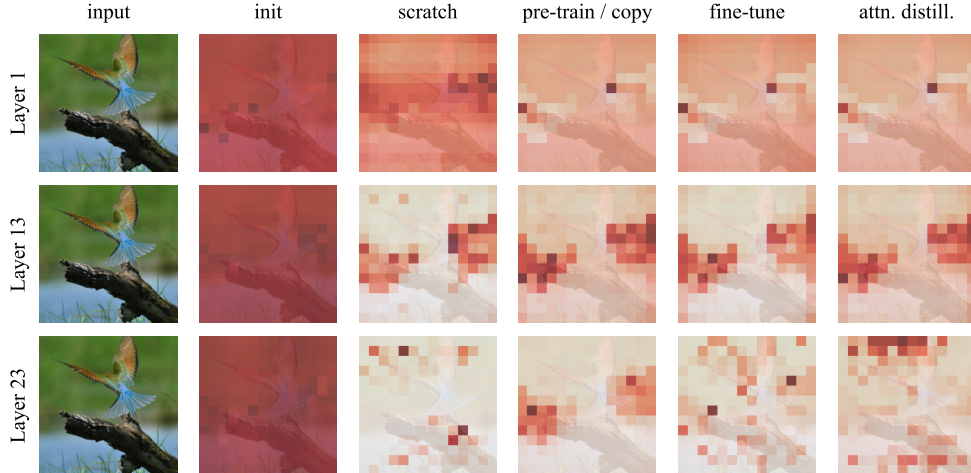 input init scratch pre-train / copy fine-tune attn. distill.
Layer 1
Layer 13
Layer 23